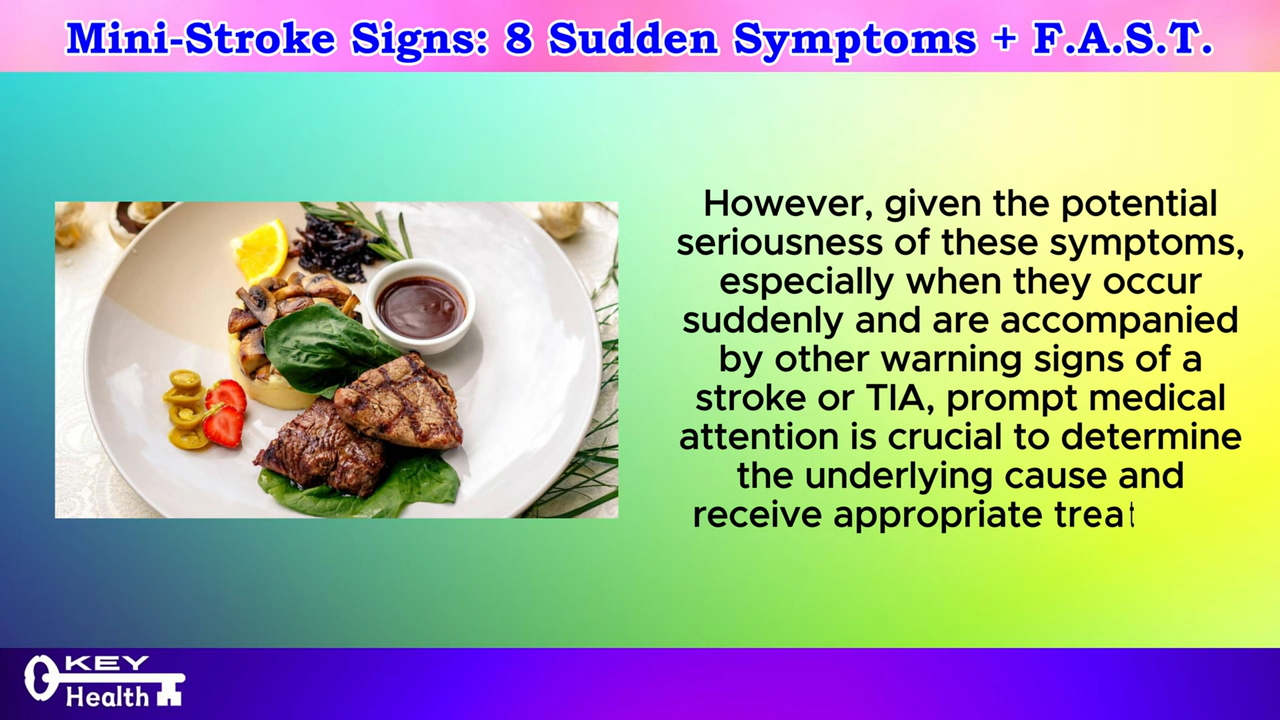 Mini-Stroke Signs: 8 Sudden Symptoms + F.A.S.T.
However, given the potential
seriousness of these symptoms,
especially when they occur
suddenly and are accompanied
by other warning signs of a
stroke or TIA, prompt medical
attention is crucial to determine
the underlying cause and
receive appropriate treat
KEY
Health